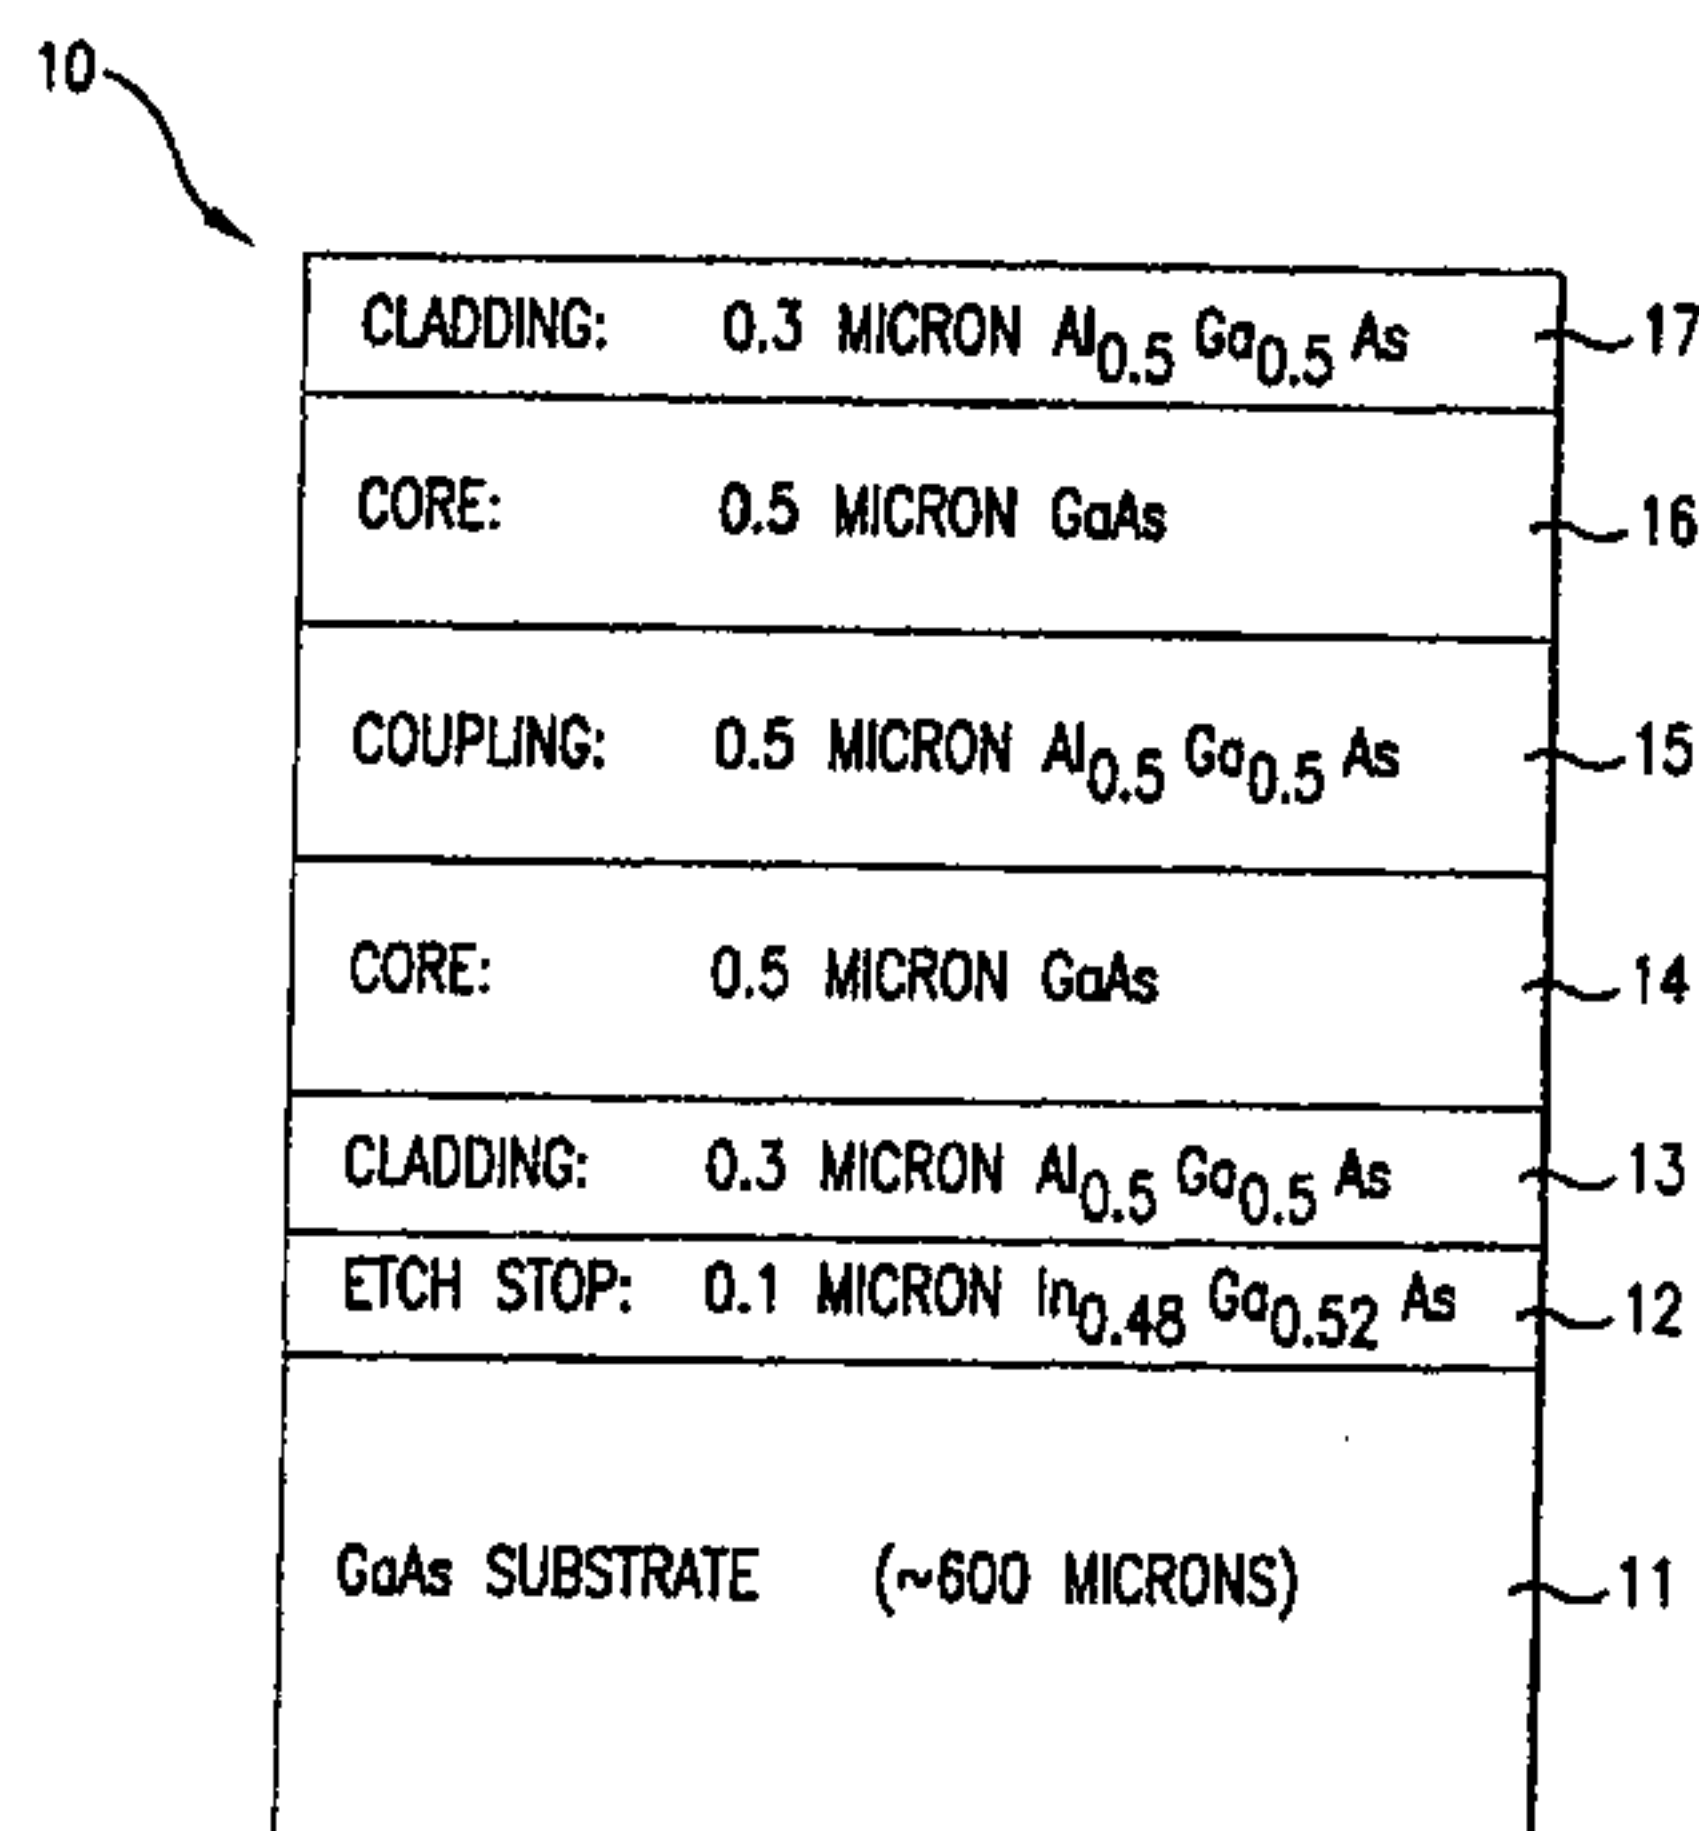 10
CLADDING: 0.3 MICRON Al0.5 Ga0.5 As 17
CORE: 0.5 MICRON GaAs 16
COUPLING: 0.5 MICRON Al0.5 Ga0.5 As 15
CORE: 0.5 MICRON GaAs 14
CLADDING: 0.3 MICRON Al0.5 Ga0.5 As 13
ETCH STOP: 0.1 MICRON In0.48 Ga0.52 As 12
GaAs SUBSTRATE (~600 MICRONS) 11